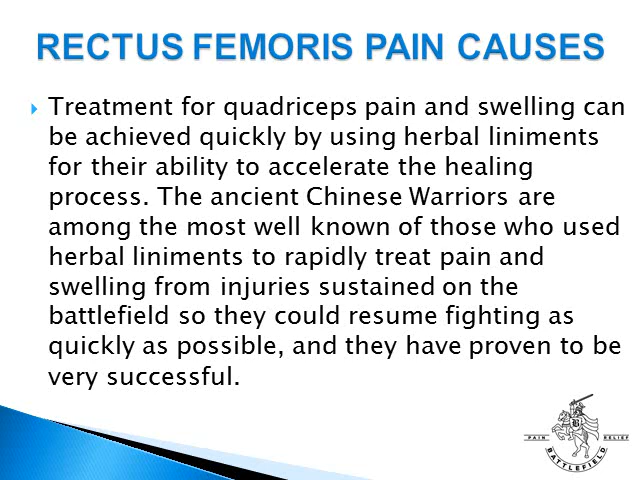 RECTUS FEMORIS PAIN CAUSES
Treatment for quadriceps pain and swelling can
be achieved quickly by using herbal liniments
for their ability to accelerate the healing
process. The ancient Chinese Warriors are
among the most well known of those who used
herbal liniments to rapidly treat pain and
swelling from injuries sustained on the
battlefield so they could resume fighting as
quickly as possible, and they have proven to be
very successful.
PAIN RELIEF
BATTLEFIELD